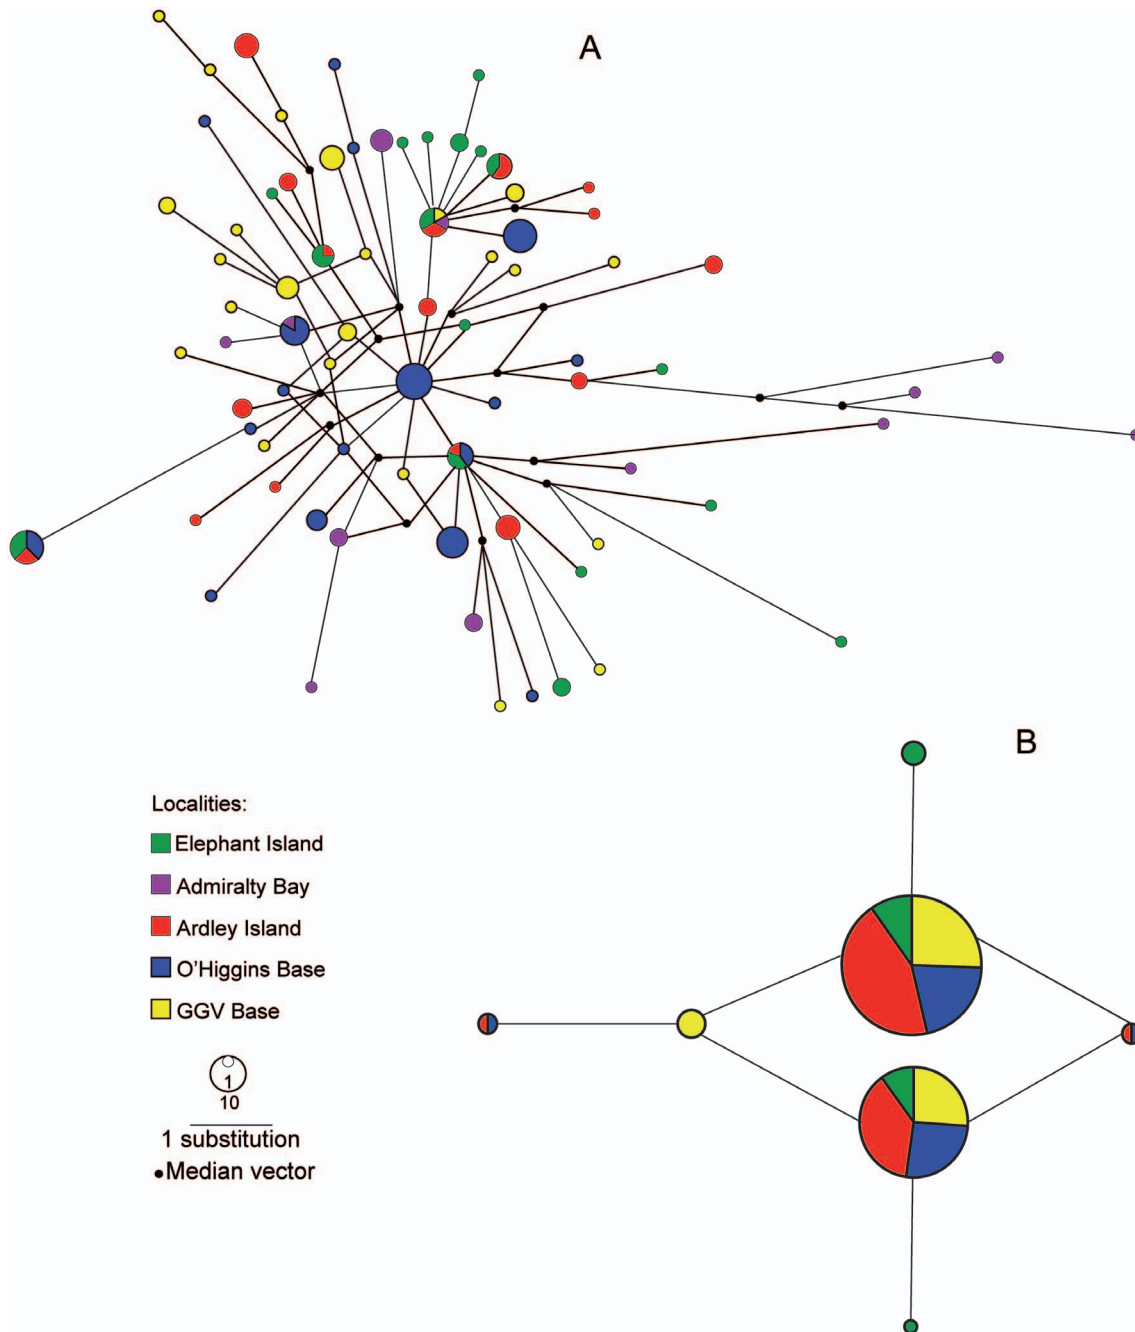 A
B
Localities:
Elephant Island
Admiralty Bay
Ardley Island
O'Higgins Base
GGV Base
1
10
1 substitution
Median vector